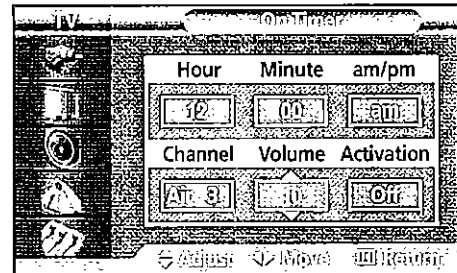 TV On Timer
Hour Minute am/pm
12 00 am
Channel Volume Activation
Air 3 10 Off
Adjust Move Return